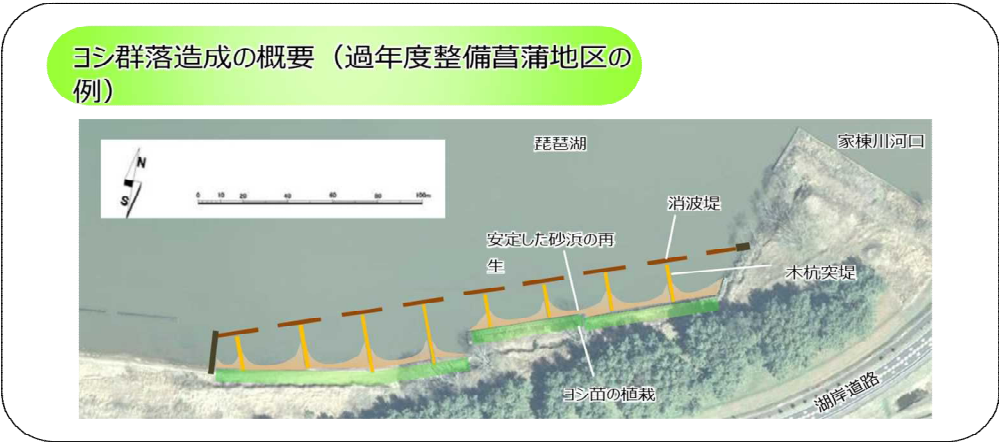 ヨシ群落造成の概要（過年度整備菖蒲地区の
例）
琵琶湖
家棟川河口
N
S
0 10 20 40 60 80 100m
消波堤
安定した砂浜の再
生
木杭突堤
ヨシ苗の植栽
湖岸道路